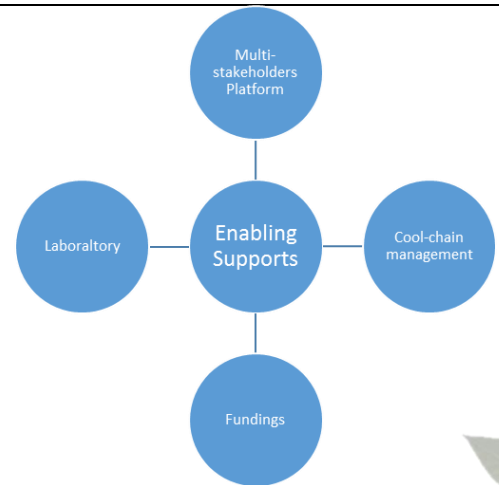 Multi-
stakeholders
Platform
Laboraltory
Enabling
Supports
Cool-chain
management
Fundings